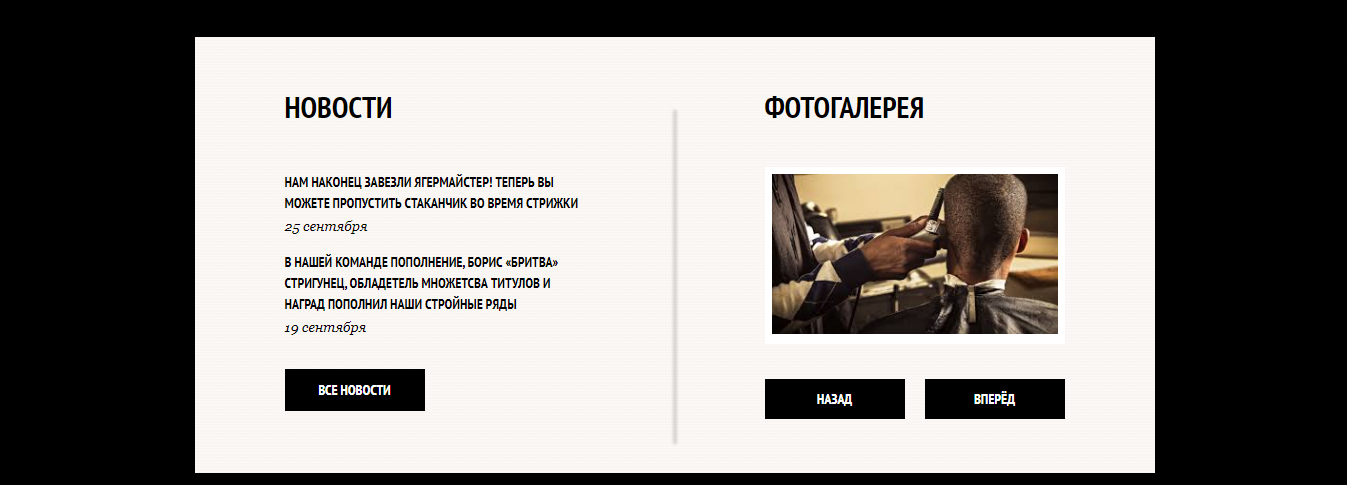 НОВОСТИ
НАМ НАКОНЕЦ ЗАВЕЗЛИ ЯГЕРМАЙСТЕР! ТЕПЕРЬ ВЫ
МОЖЕТЕ ПРОПУСТИТЬ СТАКАНЧИК ВО ВРЕМЯ СТРИЖКИ
25 сентября
В НАШЕЙ КОМАНДЕ ПОПОЛНЕНИЕ, БОРИС «БРИТВА»
СТРИГУНЕЦ, ОБЛАДЕТЕЛЬ МНОЖЕТСВА ТИТУЛОВ И
НАГРАД ПОПОЛНИЛ НАШИ СТРОЙНЫЕ РЯДЫ
19 сентября
ВСЕ НОВОСТИ
ФОТОГАЛЕРЕЯ
НАЗАД
ВПЕРЁД